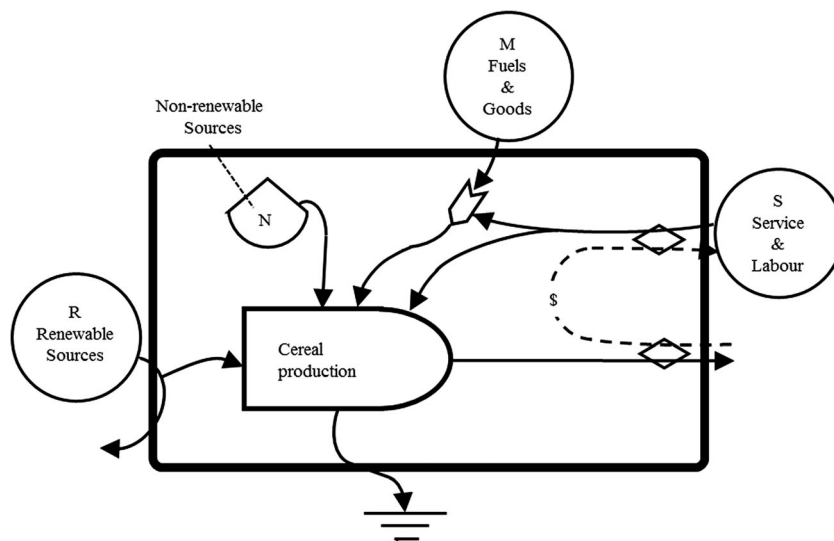 M
Fuels
&
Goods
Non-renewable
Sources
N
S
Service
&
Labour
$
R
Renewable
Sources
Cereal
production